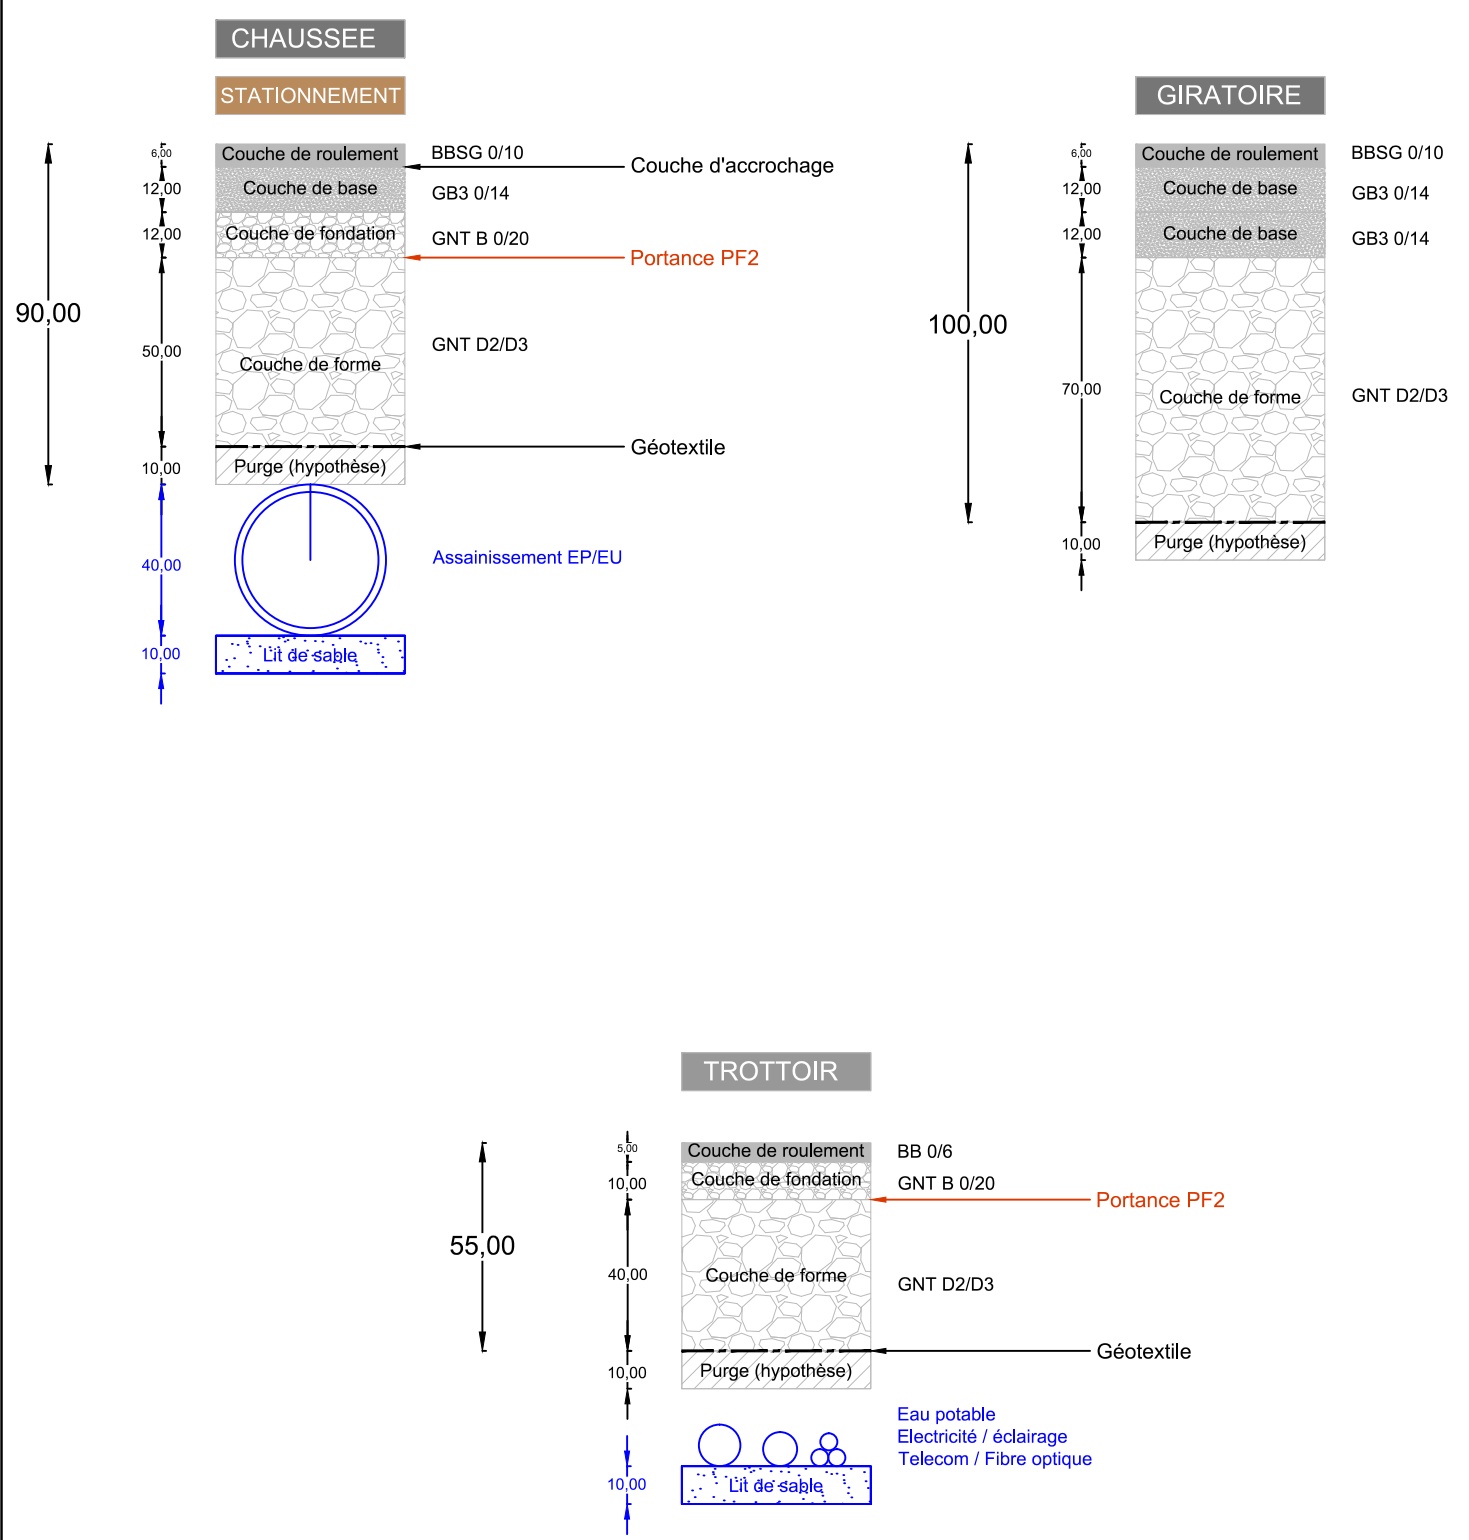 CHAUSSEE
STATIONNEMENT
90,00
6,00
Couche de roulement
BBSG 0/10
Couche d'accrochage
12,00
Couche de base
GB3 0/14
12,00
Couche de fondation
GNT B 0/20
Portance PF2
50,00
Couche de forme
GNT D2/D3
Géotextile
10,00
Purge (hypothèse)
40,00
Assainissement EP/EU
10,00
Lit de sable
GIRATOIRE
100,00
6,00
Couche de roulement
BBSG 0/10
12,00
Couche de base
GB3 0/14
12,00
Couche de base
GB3 0/14
70,00
Couche de forme
GNT D2/D3
10,00
Purge (hypothèse)
TROTTOIR
55,00
5,00
Couche de roulement
BB 0/6
10,00
Couche de fondation
GNT B 0/20
Portance PF2
40,00
Couche de forme
GNT D2/D3
Géotextile
10,00
Purge (hypothèse)
Eau potable
Electricité / éclairage
Telecom / Fibre optique
10,00
Lit de sable